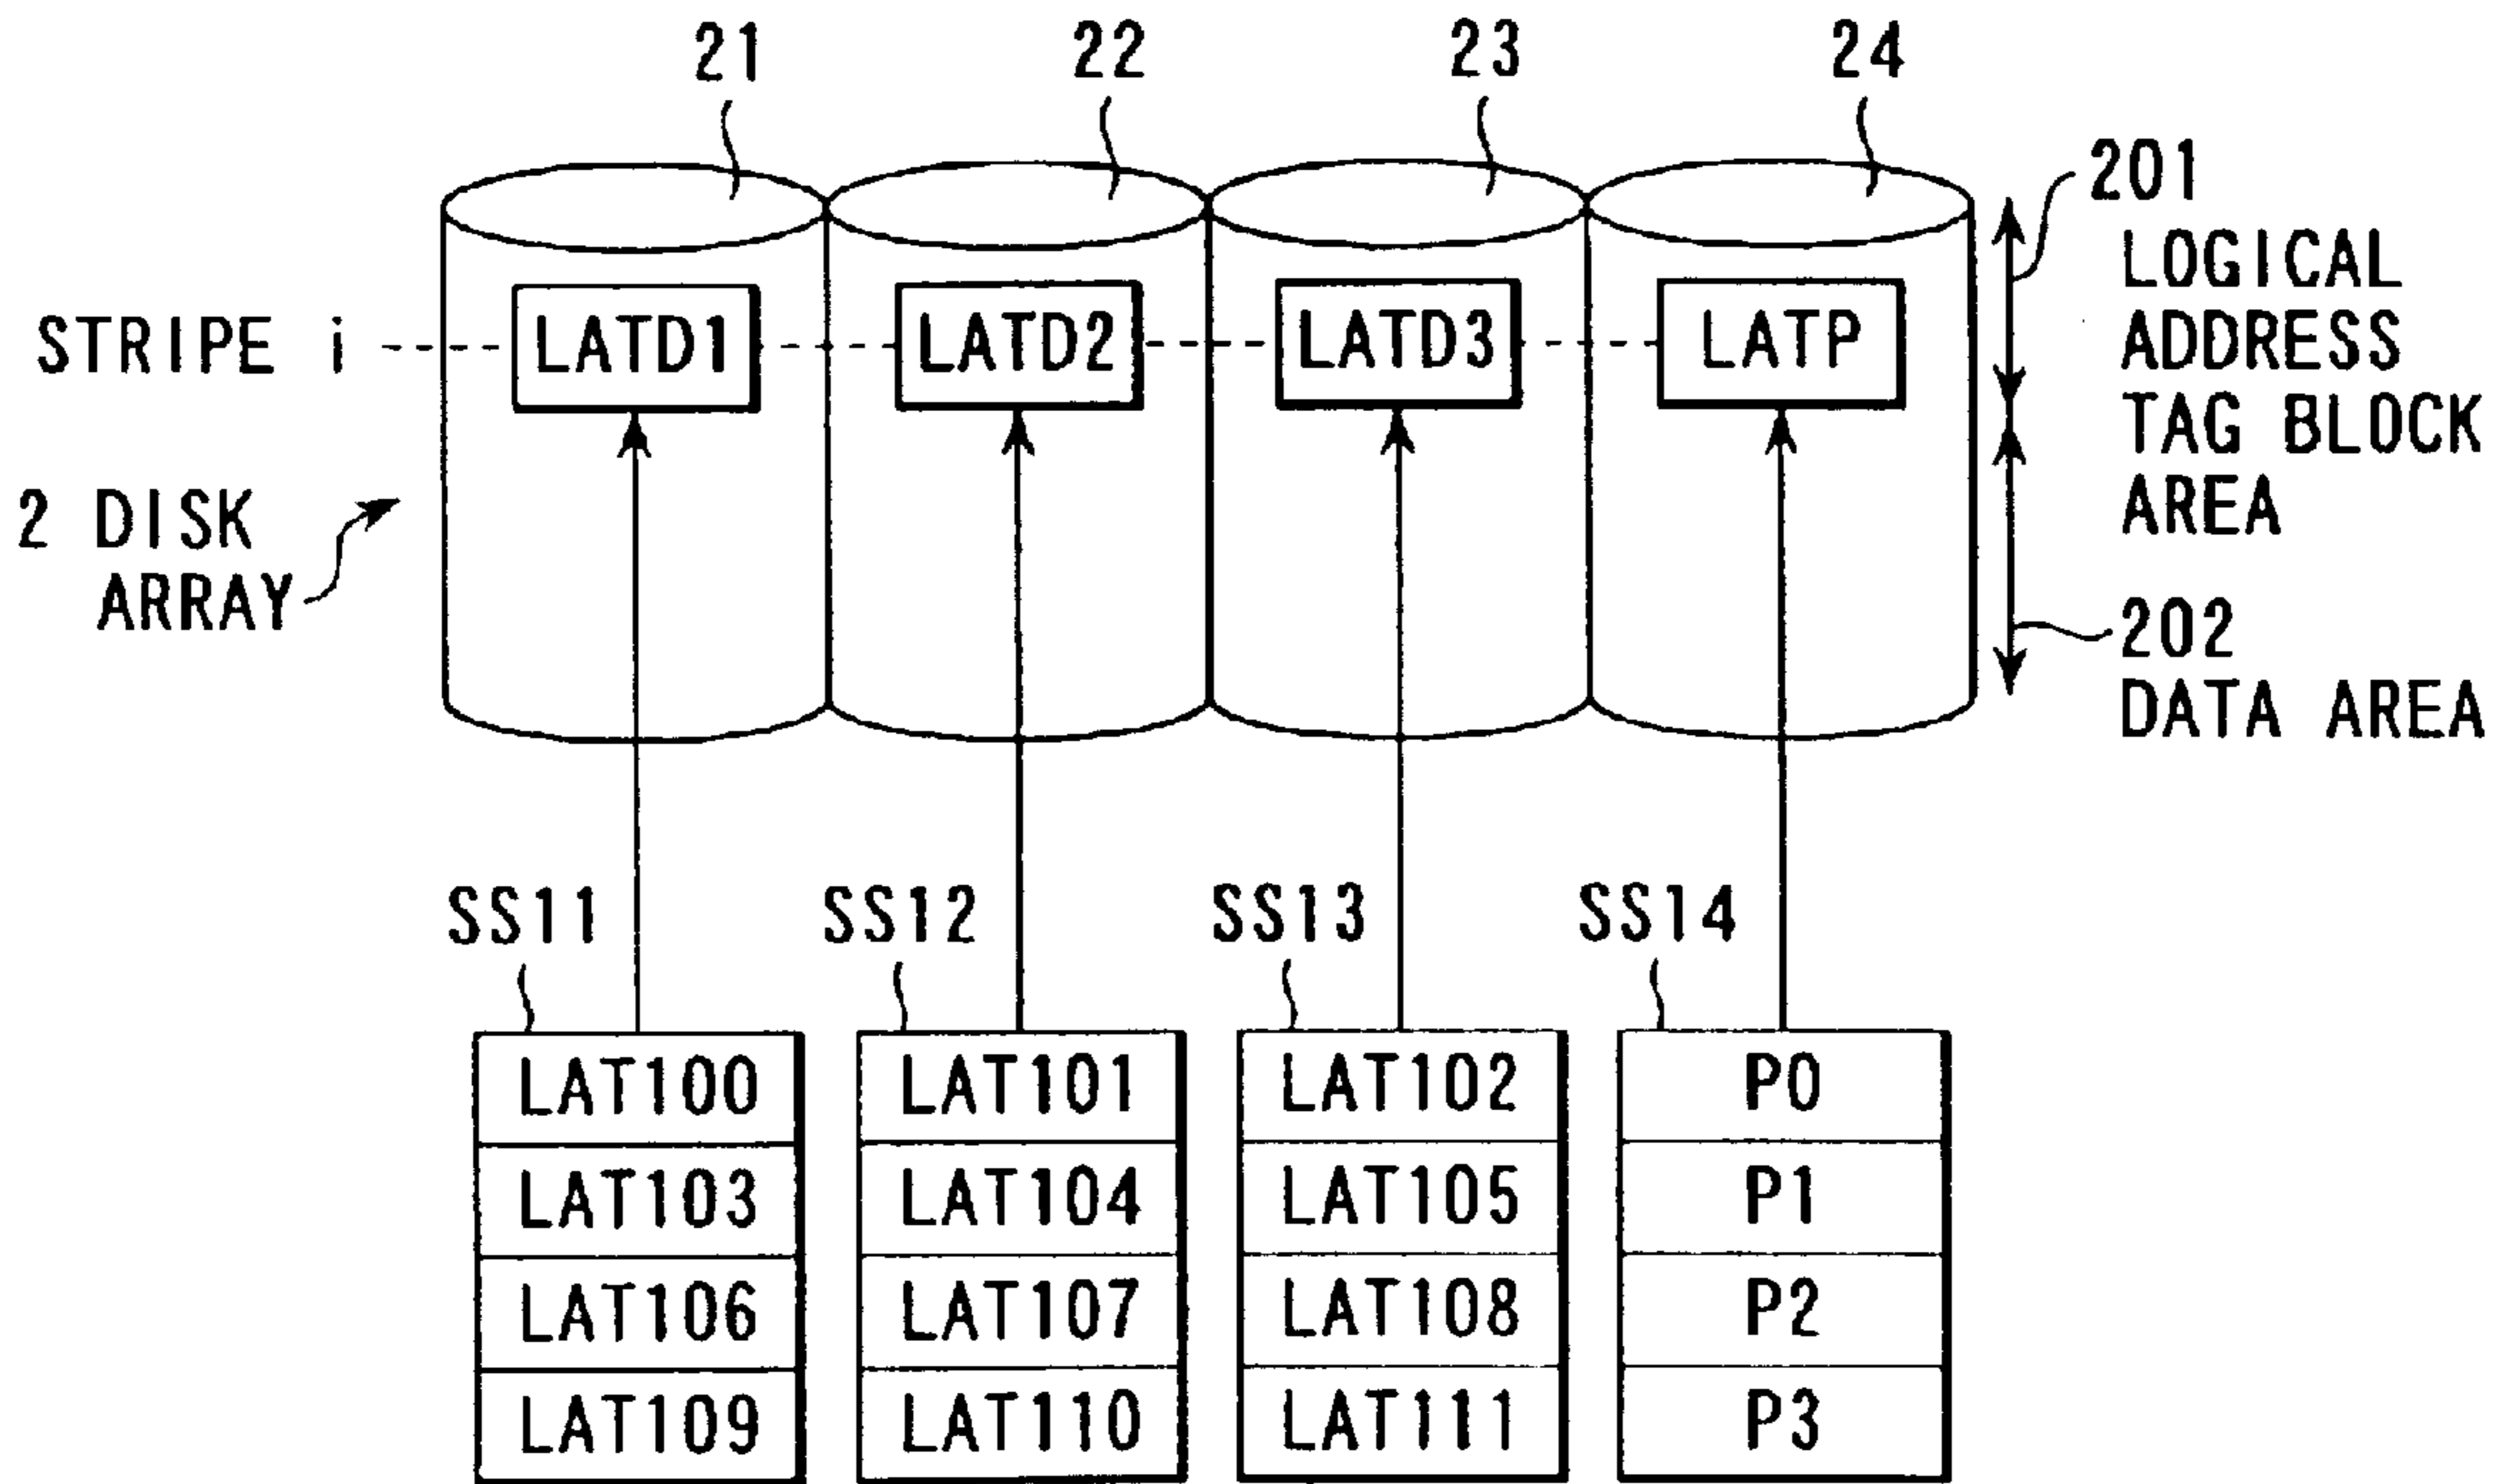 21 22 23 24
201
LOGICAL
ADDRESS
TAG BLOCK
AREA
STRIPE i LATD1 LATD2 LATD3 LATP
2 DISK
ARRAY
202
DATA AREA
SS11 SS12 SS13 SS14
LAT100 LAT101 LAT102 P0
LAT103 LAT104 LAT105 P1
LAT106 LAT107 LAT108 P2
LAT109 LAT110 LAT111 P3